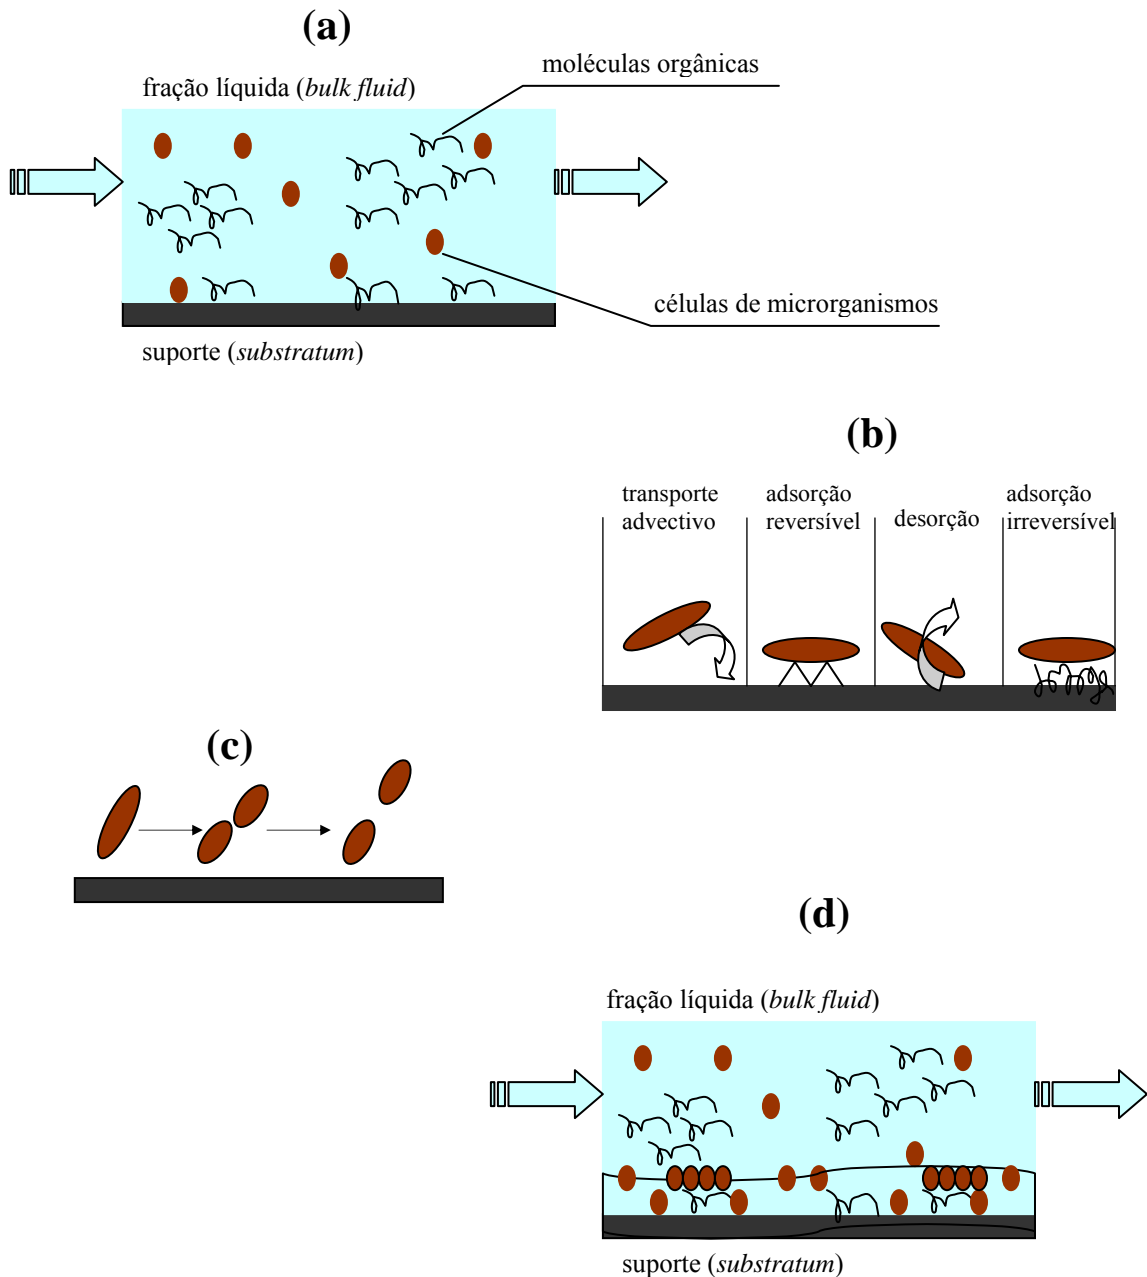 (a)
moléculas orgânicas
fração líquida (bulk fluid)
células de microrganismos
suporte (substratum)
(b)
transporte
advectivo
adsorção
reversível
desorção
adsorção
irreversível
(c)
(d)
fração líquida (bulk fluid)
suporte (substratum)